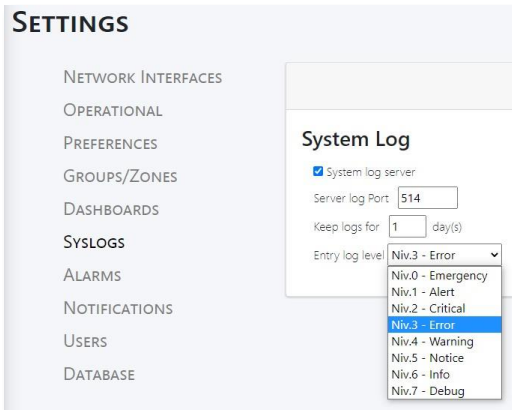 SETTINGS
NETWORK INTERFACES
OPERATIONAL
PREFERENCES
GROUPS/ZONES
DASHBOARDS
SYSLOGS
ALARMS
NOTIFICATIONS
USERS
DATABASE
System Log
System log server
Server log Port 514
Keep logs for 1 day(s)
Entry log level Niv.3 - Error
Niv.0 - Emergency
Niv.1 - Alert
Niv.2 - Critical
Niv.3 - Error
Niv.4 - Warning
Niv.5 - Notice
Niv.6 - Info
Niv.7 - Debug